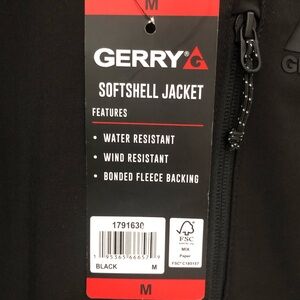 M
GERRY®
SOFTSHELL JACKET
FEATURES
• WATER RESISTANT
• WIND RESISTANT
• BONDED FLEECE BACKING
1791630
FSC
MIX
Paper
BLACK M
M
G